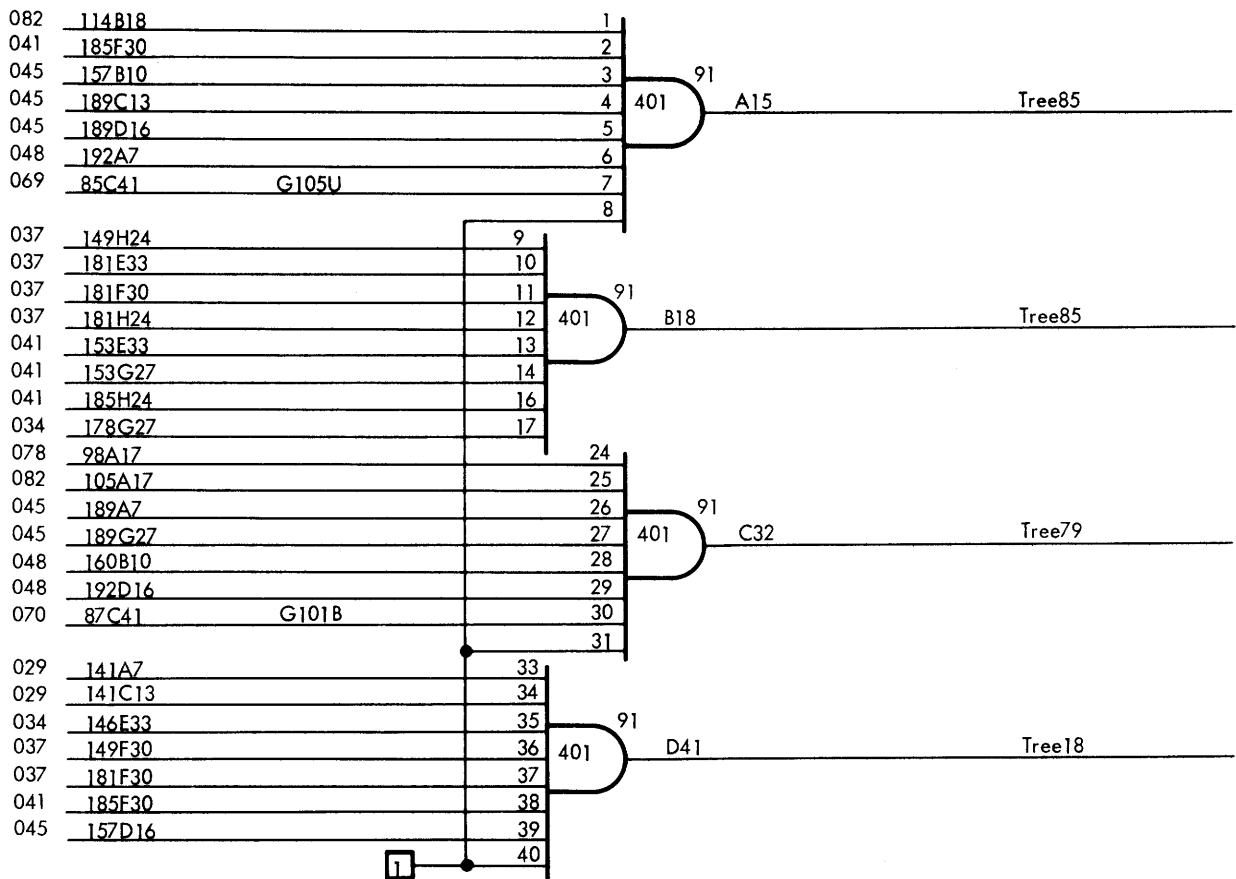 082 114B18 1
041 185F30 2
045 157B10 3 91
045 189C13 4 401 A15 Tree85
045 189D16 5
048 192A7 6
069 85C41 G105U 7
8
037 149H24 9
037 181E33 10
037 181F30 11 91
037 181H24 12 401 B18 Tree85
041 153E33 13
041 153G27 14
041 185H24 16
034 178G27 17
078 98A17 24
082 105A17 25
045 189A7 26 91
045 189G27 27 401 C32 Tree79
048 160B10 28
048 192D16 29
070 87C41 G101B 30
31
029 141A7 33
029 141C13 34
034 146E33 35 91
037 149F30 36 401 D41 Tree18
037 181F30 37
041 185F30 38
045 157D16 39
1 40